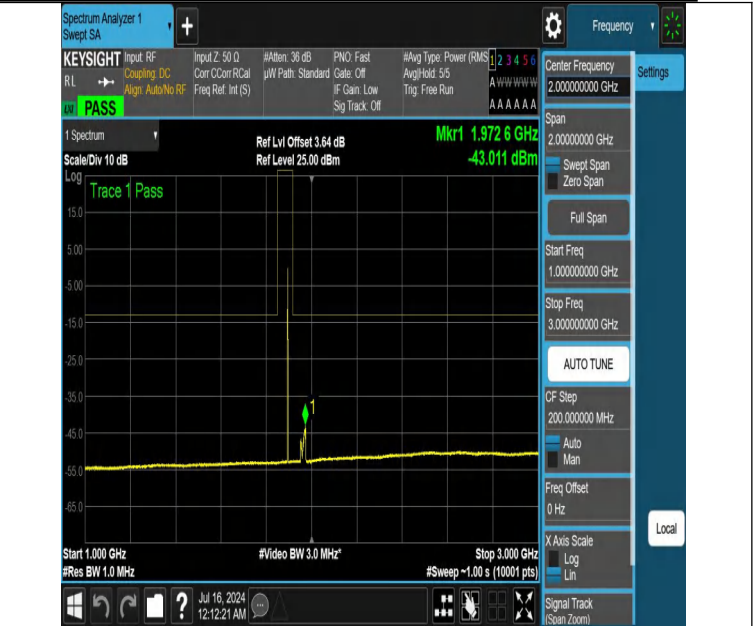 Spectrum Analyzer 1
Swept SA
+
Frequency
KEYSIGHT
RL
PASS
Input: RF
Coupling: DC
Align: Auto/No RF
Input Z: 50 Ω
Corr CCorr RCal
Freq Ref: Int (S)
#Atten: 36 dB
µW Path: Standard
PNO: Fast
Gate: Off
IF Gain: Low
Sig Track: Off
#Avg Type: Power (RMS
Avg|Hold: 5/5
Trig: Free Run
1 2 3 4 5 6
A W W W W W
A A A A A A
1 Spectrum
Scale/Div 10 dB
Ref Lvl Offset 3.64 dB
Ref Level 25.00 dBm
Mkr1 1.972 6 GHz
-43.011 dBm
Log
Trace 1 Pass
15.0
5.00
-5.00
-15.0
-25.0
-35.0
-45.0
-55.0
-65.0
1
Start 1.000 GHz
#Res BW 1.0 MHz
#Video BW 3.0 MHz*
Stop 3.000 GHz
#Sweep ~1.00 s (10001 pts)
?
Jul 16, 2024
12:12:21 AM
Center Frequency
2.000000000 GHz
Settings
Span
2.00000000 GHz
Swept Span
Zero Span
Full Span
Start Freq
1.000000000 GHz
Stop Freq
3.000000000 GHz
AUTO TUNE
CF Step
200.000000 MHz
Auto
Man
Freq Offset
0 Hz
X Axis Scale
Log
Lin
Signal Track
(Span Zoom)
Local